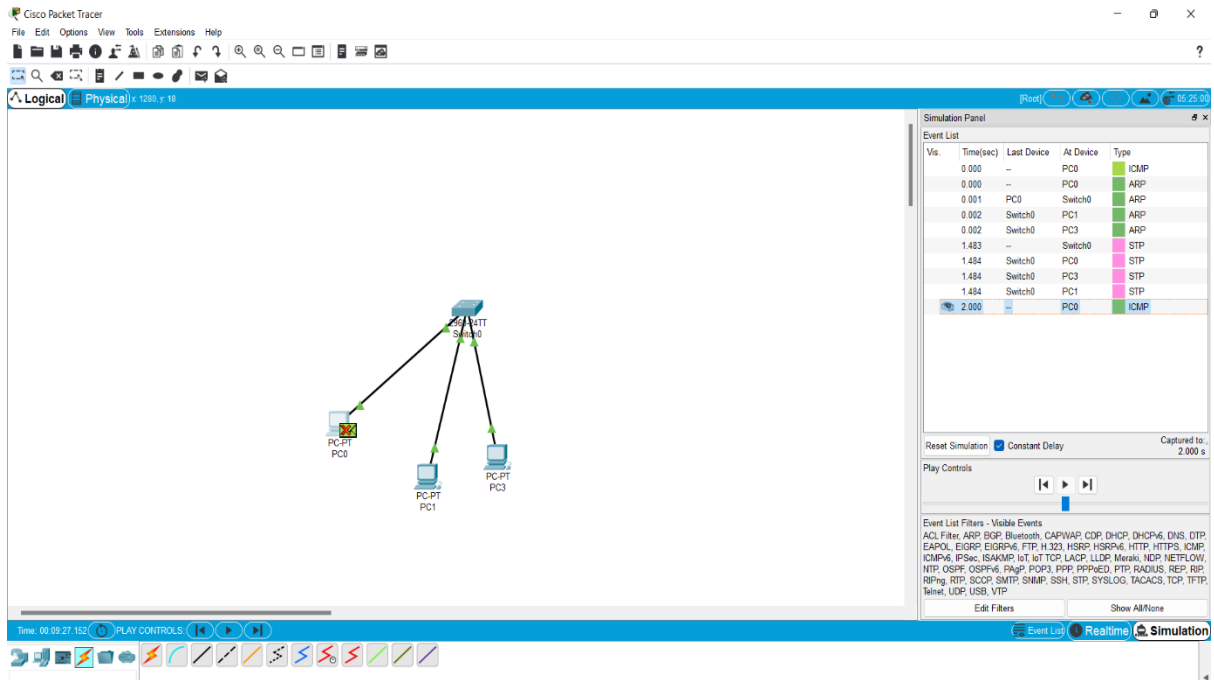 Cisco Packet Tracer
File Edit Options View Tools Extensions Help
?
Logical Physical x: 1280, y: 18 [Root] 05:25:00
Simulation Panel
Event List
Vis. Time(sec) Last Device At Device Type
0.000 -- PC0 ICMP
0.000 -- PC0 ARP
0.001 PC0 Switch0 ARP
0.002 Switch0 PC1 ARP
0.002 Switch0 PC3 ARP
1.483 -- Switch0 STP
1.484 Switch0 PC0 STP
1.484 Switch0 PC3 STP
1.484 Switch0 PC1 STP
2.000 -- PC0 ICMP
2960-24TT
Switch0
PC-PT
PC0
PC-PT
PC1
PC-PT
PC3
Reset Simulation Constant Delay Captured to:
2.000 s
Play Controls
Event List Filters - Visible Events
ACL Filter, ARP, BGP, Bluetooth, CAPWAP, CDP, DHCP, DHCPv6, DNS, DTP,
EAPOL, EIGRP, EIGRPv6, FTP, H.323, HSRP, HSRPv6, HTTP, HTTPS, ICMP,
ICMPv6, IPSec, ISAKMP, IoT, IoT TCP, LACP, LLDP, Meraki, NDP, NETFLOW,
NTP, OSPF, OSPFv6, PAgP, POP3, PPP, PPPoED, PTP, RADIUS, REP, RIP,
RIPng, RTP, SCCP, SMTP, SNMP, SSH, STP, SYSLOG, TACACS, TCP, TFTP,
Telnet, UDP, USB, VTP
Edit Filters Show All/None
Time: 00:09:27.152 PLAY CONTROLS: Event List Realtime Simulation